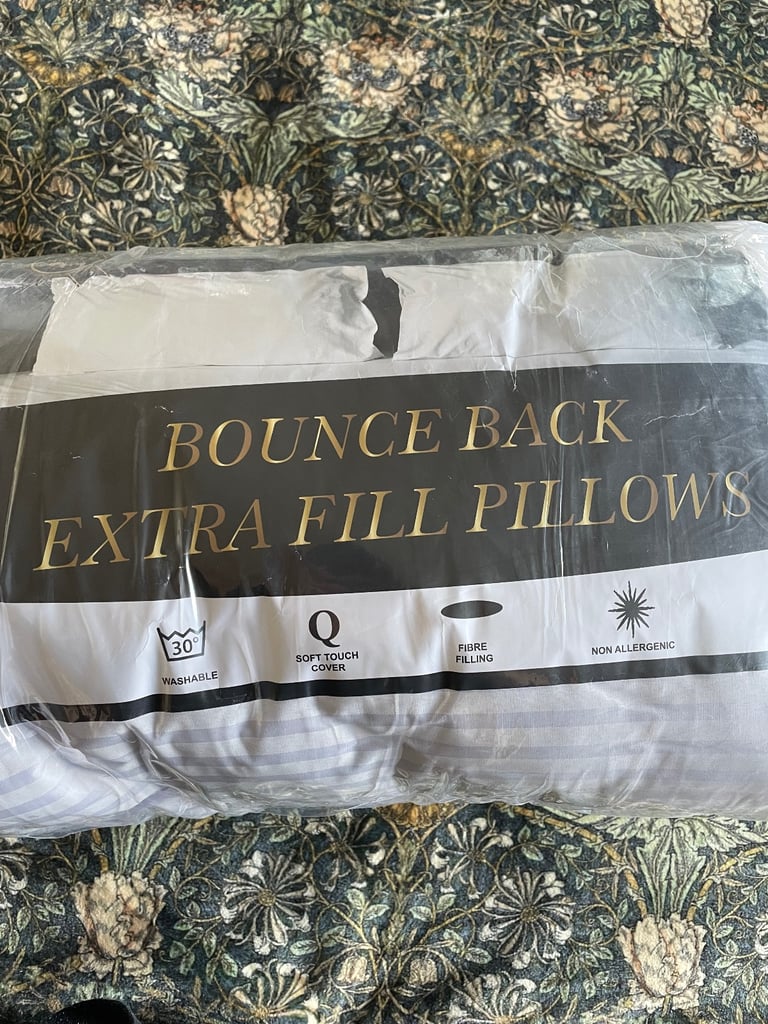 BOUNCE BACK
EXTRA FILL PILLOWS
30°
WASHABLE
Q
SOFT TOUCH
COVER
FIBRE
FILLING
NON ALLERGENIC